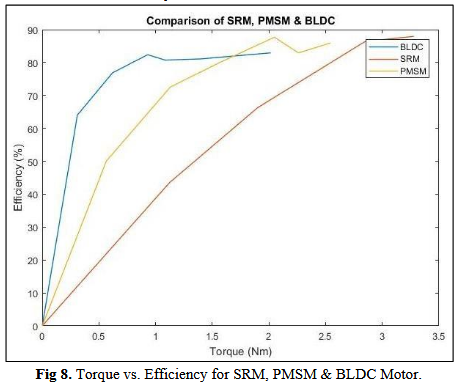 Comparison of SRM, PMSM & BLDC
90
80
70
60
50
40
30
20
10
0
Efficiency (%)
BLDC
SRM
PMSM
0 0.5 1 1.5 2 2.5 3 3.5
Torque (Nm)
Fig 8. Torque vs. Efficiency for SRM, PMSM & BLDC Motor.